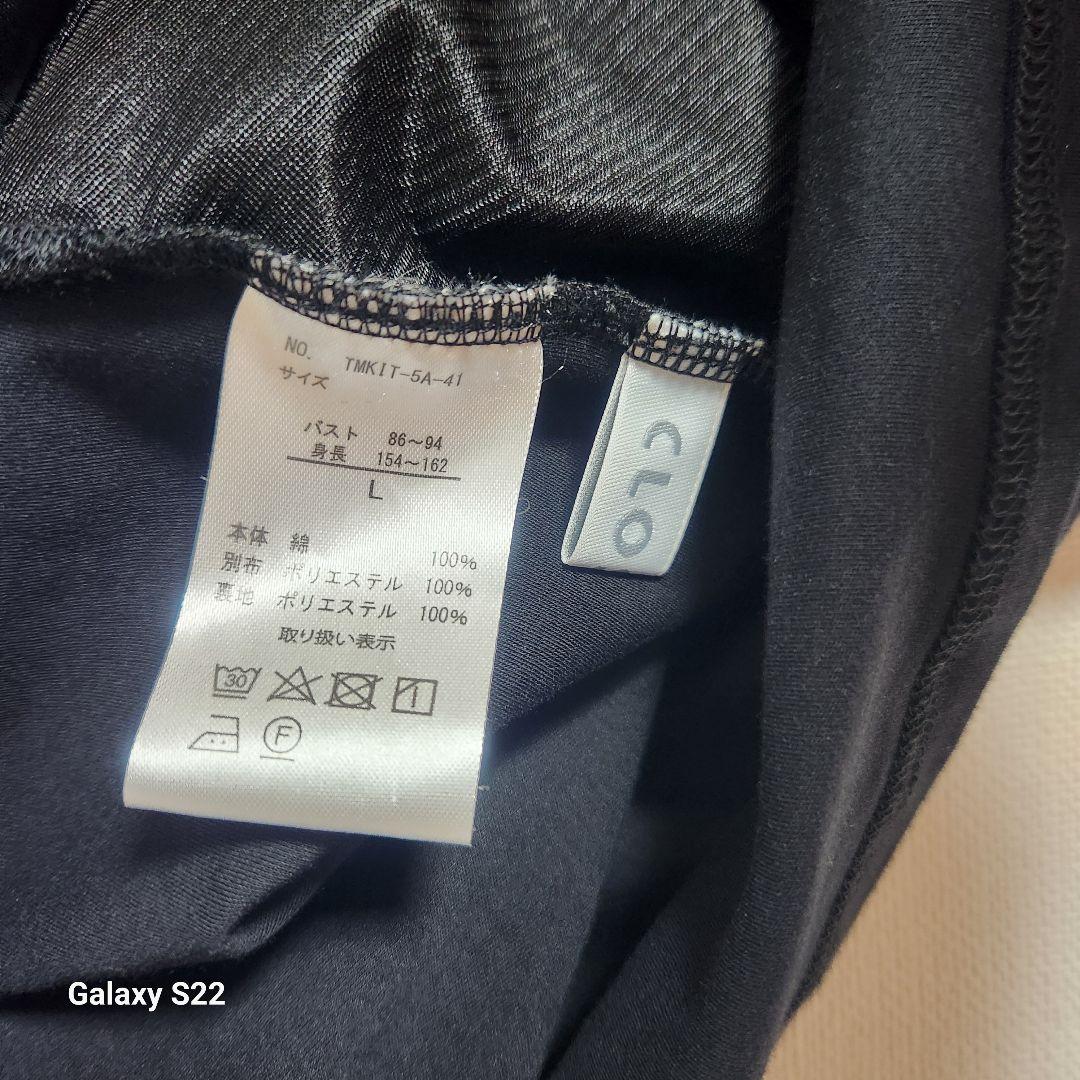 NO. TMKIT-5A-41
サイズ
バスト 86～94
身長 154～162
L
本体 綿 100%
別布 ポリエステル 100%
裏地 ポリエステル 100%
取り扱い表示
30
F
CLO
Galaxy S22